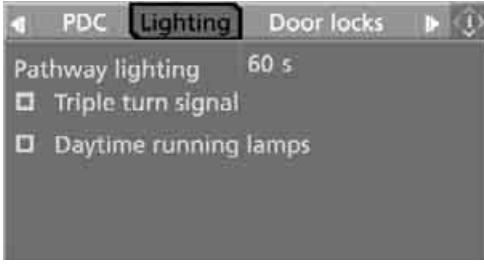 PDC Lighting Door locks
Pathway lighting 60 s
Triple turn signal
Daytime running lamps